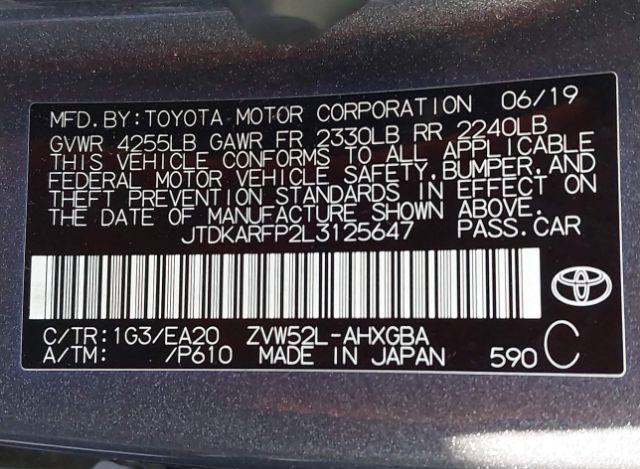 MFD. BY: TOYOTA MOTOR CORPORATION 06/19
GVWR 4255LB GAWR FR 2330LB RR 2240LB
THIS VEHICLE CONFORMS TO ALL APPLICABLE
FEDERAL MOTOR VEHICLE SAFETY, BUMPER, AND
THEFT PREVENTION STANDARDS IN EFFECT ON
THE DATE OF MANUFACTURE SHOWN ABOVE.
JTDKARFP2L3125647 PASS. CAR
C/TR: 1G3/EA20 ZVW52L-AHXGBA
A/TM: /P610 MADE IN JAPAN 590 C